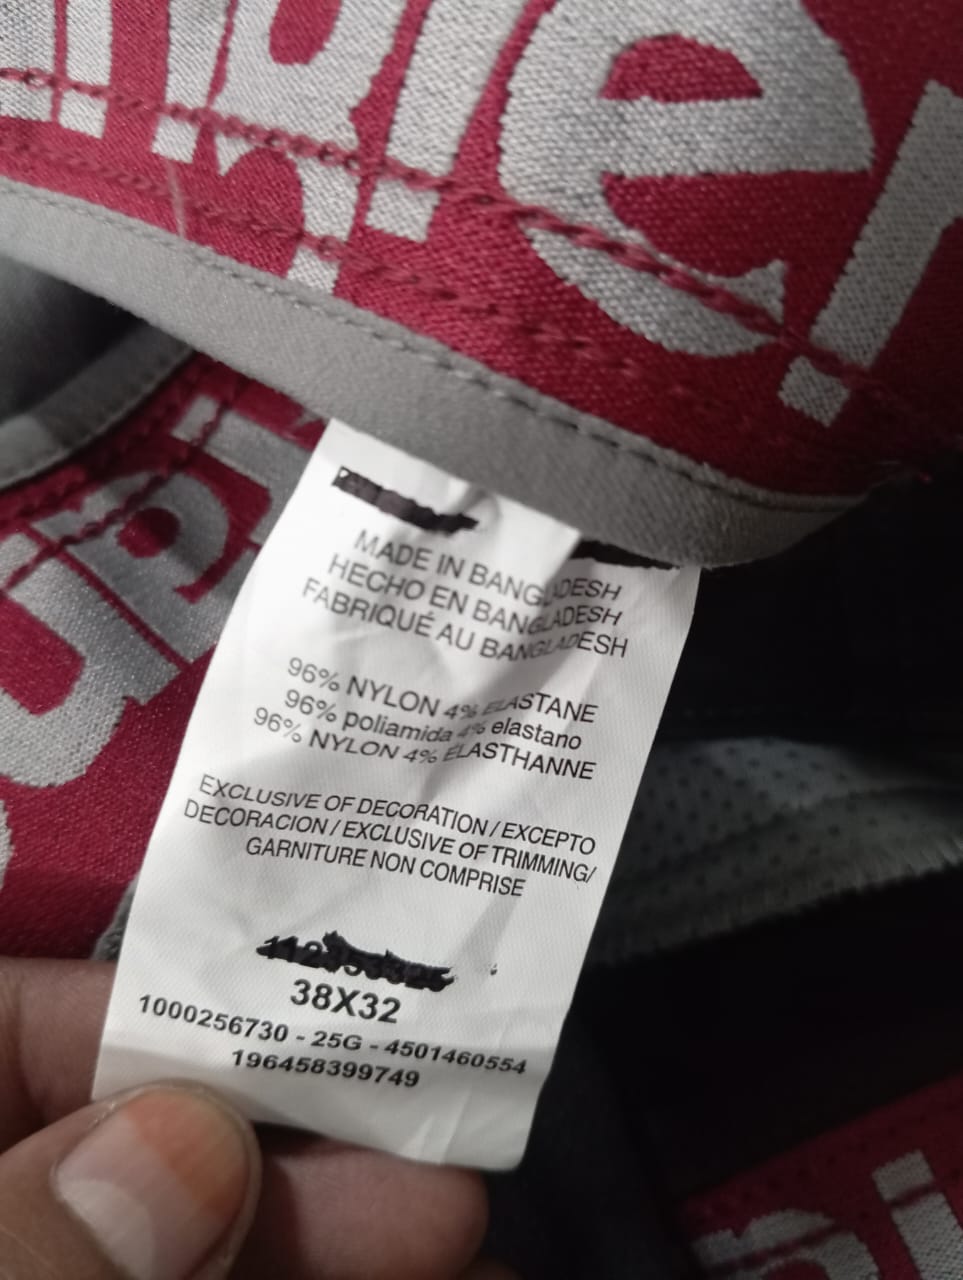 MADE IN BANGLADESH
HECHO EN BANGLADESH
FABRIQUÉ AU BANGLADESH
96% NYLON 4% ELASTANE
96% poliamida 4% elastano
96% NYLON 4% ELASTHANNE
EXCLUSIVE OF DECORATION / EXCEPTO
DECORACION / EXCLUSIVE OF TRIMMING/
GARNITURE NON COMPRISE
38X32
1000256730 - 25G - 4501460554
196458399749